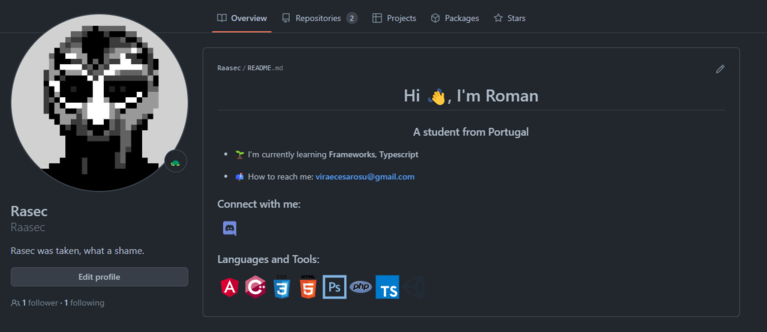 Overview Repositories 2 Projects Packages Stars
Raasec / README.md
Hi 👋, I'm Roman
A student from Portugal
🌱 I'm currently learning Frameworks, Typescript
📫 How to reach me: viraecesarosu@gmail.com
Connect with me:
Languages and Tools:
Ps php TS
Rasec
Raasec
Rasec was taken, what a shame.
Edit profile
1 follower · 1 following